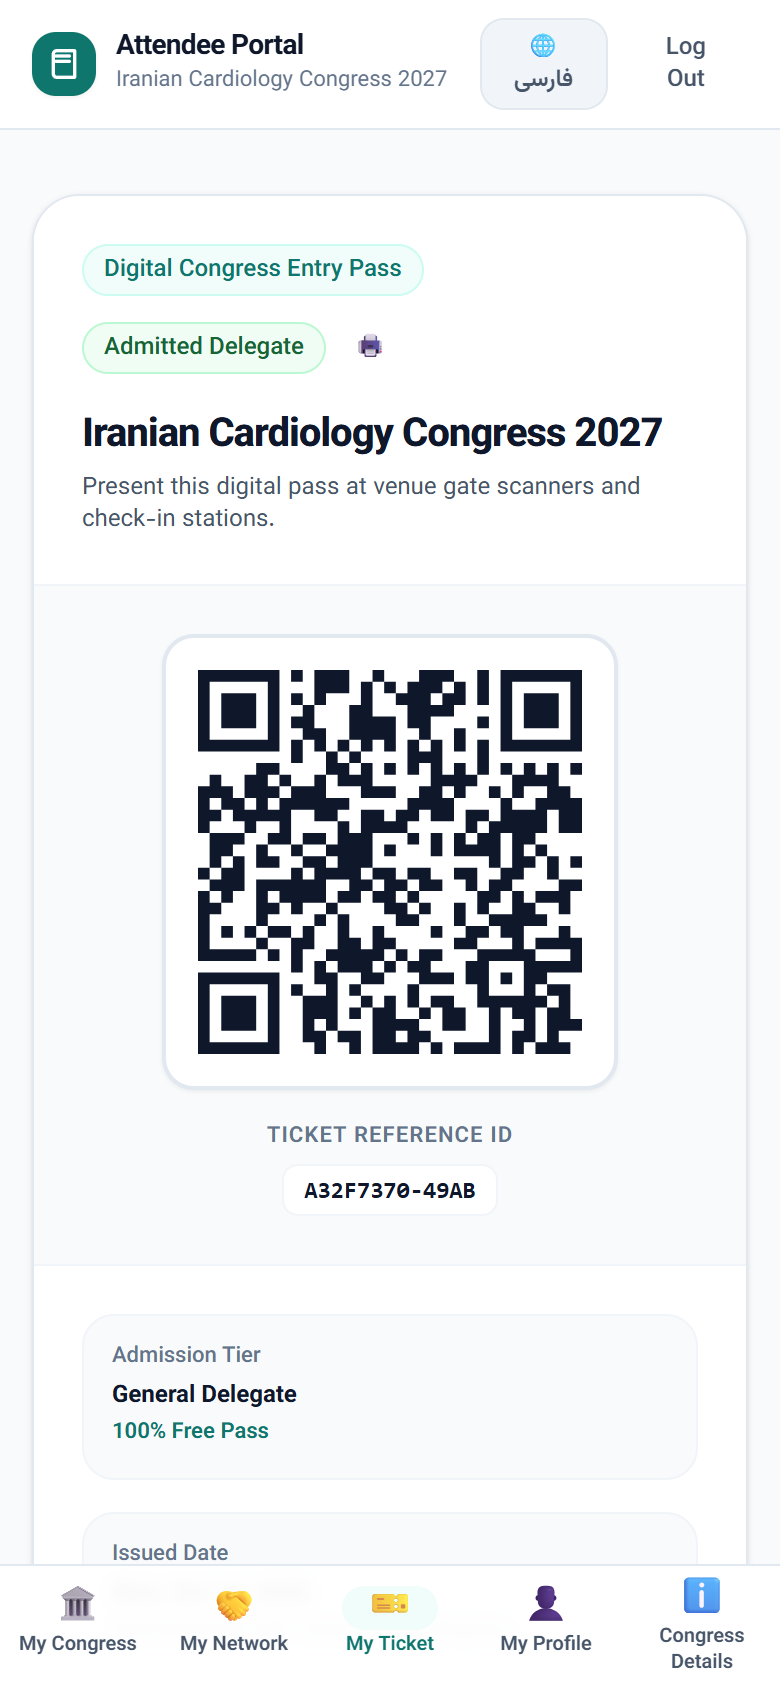 Attendee Portal
Iranian Cardiology Congress 2027
فارسی
Log
Out
Digital Congress Entry Pass
Admitted Delegate
Iranian Cardiology Congress 2027
Present this digital pass at venue gate scanners and
check-in stations.
TICKET REFERENCE ID
A32F7370-49AB
Admission Tier
General Delegate
100% Free Pass
Issued Date
My Congress
My Network
My Ticket
My Profile
Congress
Details